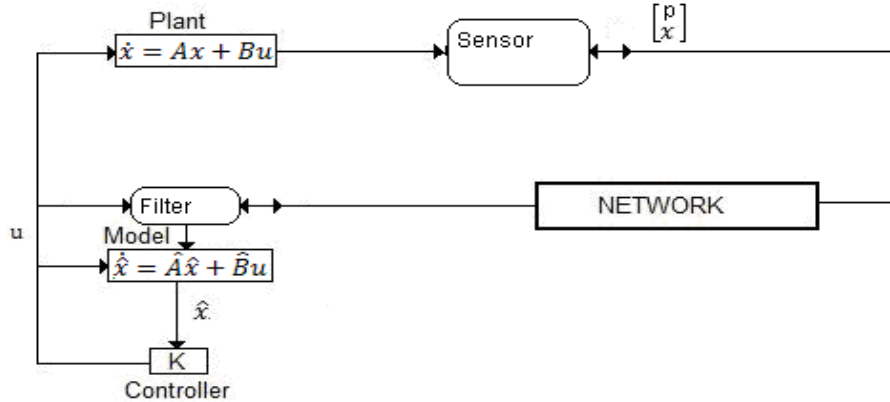 Plant
ẋ = Ax + Bu
Sensor
[p
x]
Filter
NETWORK
u
Model
x̂̇ = Âx̂ + B̂u
x̂
K
Controller